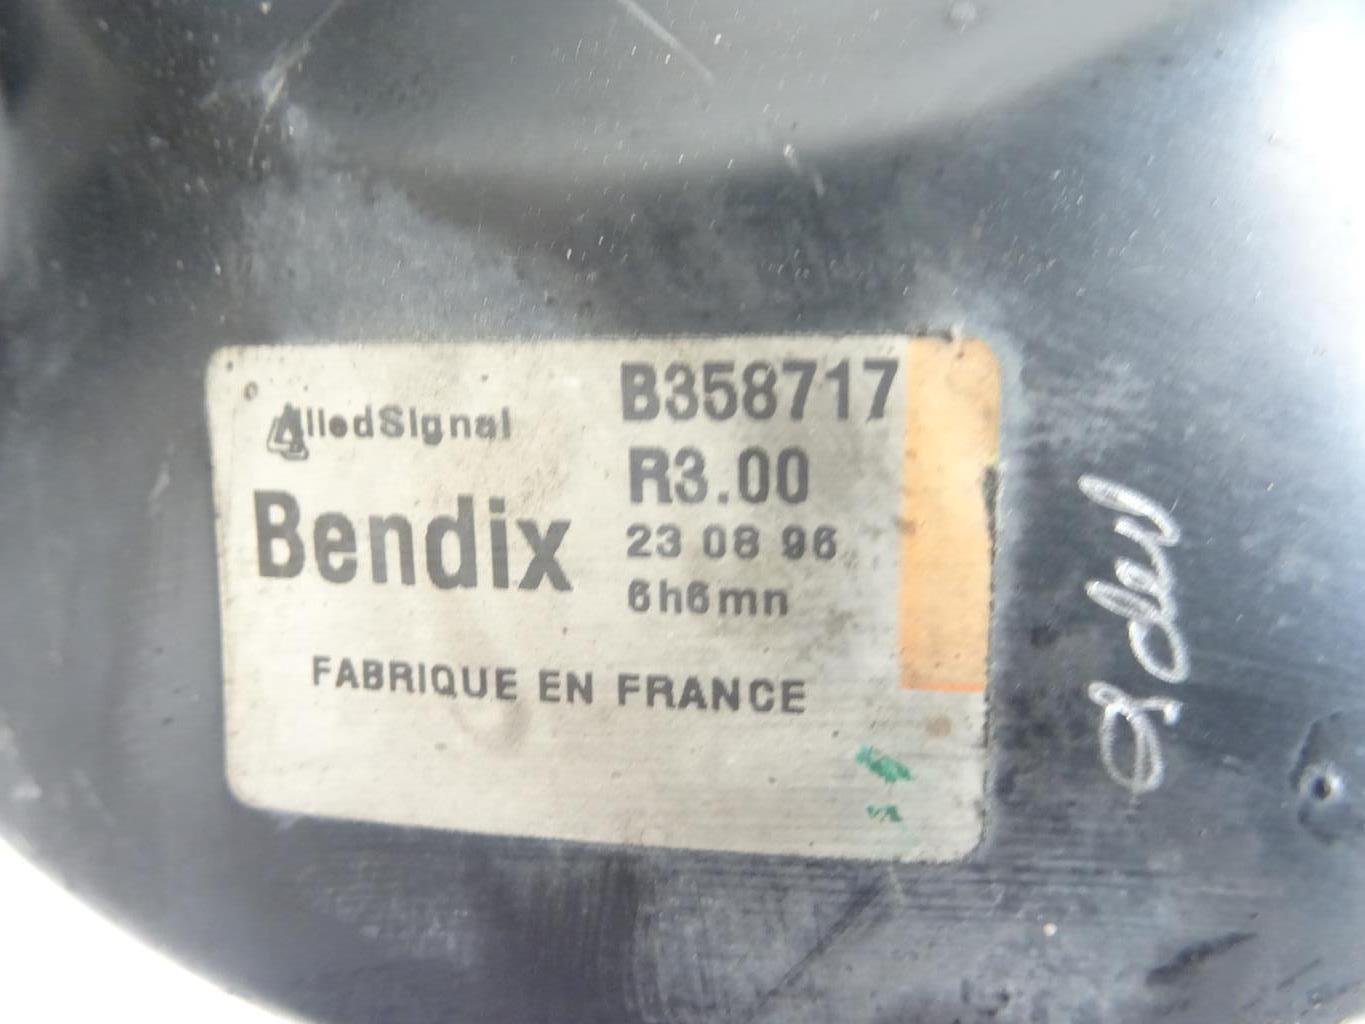 AlliedSignal
Bendix
B358717
R3.00
23 08 96
6h6mn
FABRIQUE EN FRANCE